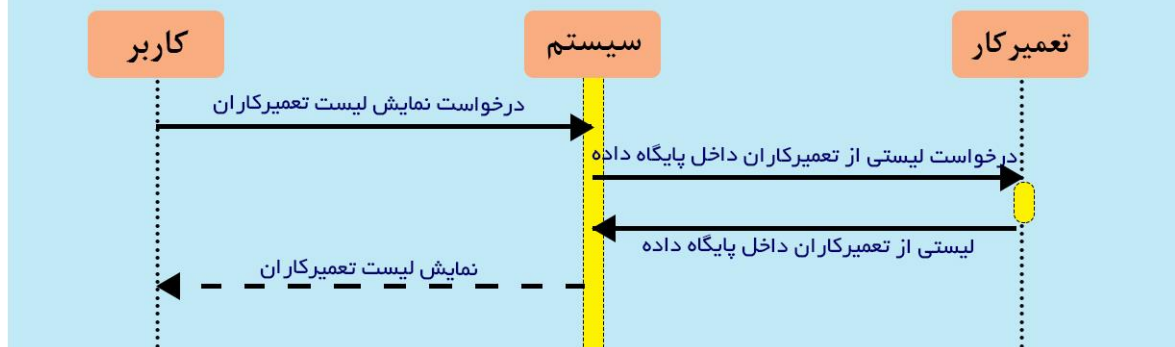 کاربر
سیستم
تعمیرکار
درخواست نمایش لیست تعمیرکاران
درخواست لیستی از تعمیرکاران داخل پایگاه داده
لیستی از تعمیرکاران داخل پایگاه داده
نمایش لیست تعمیرکاران